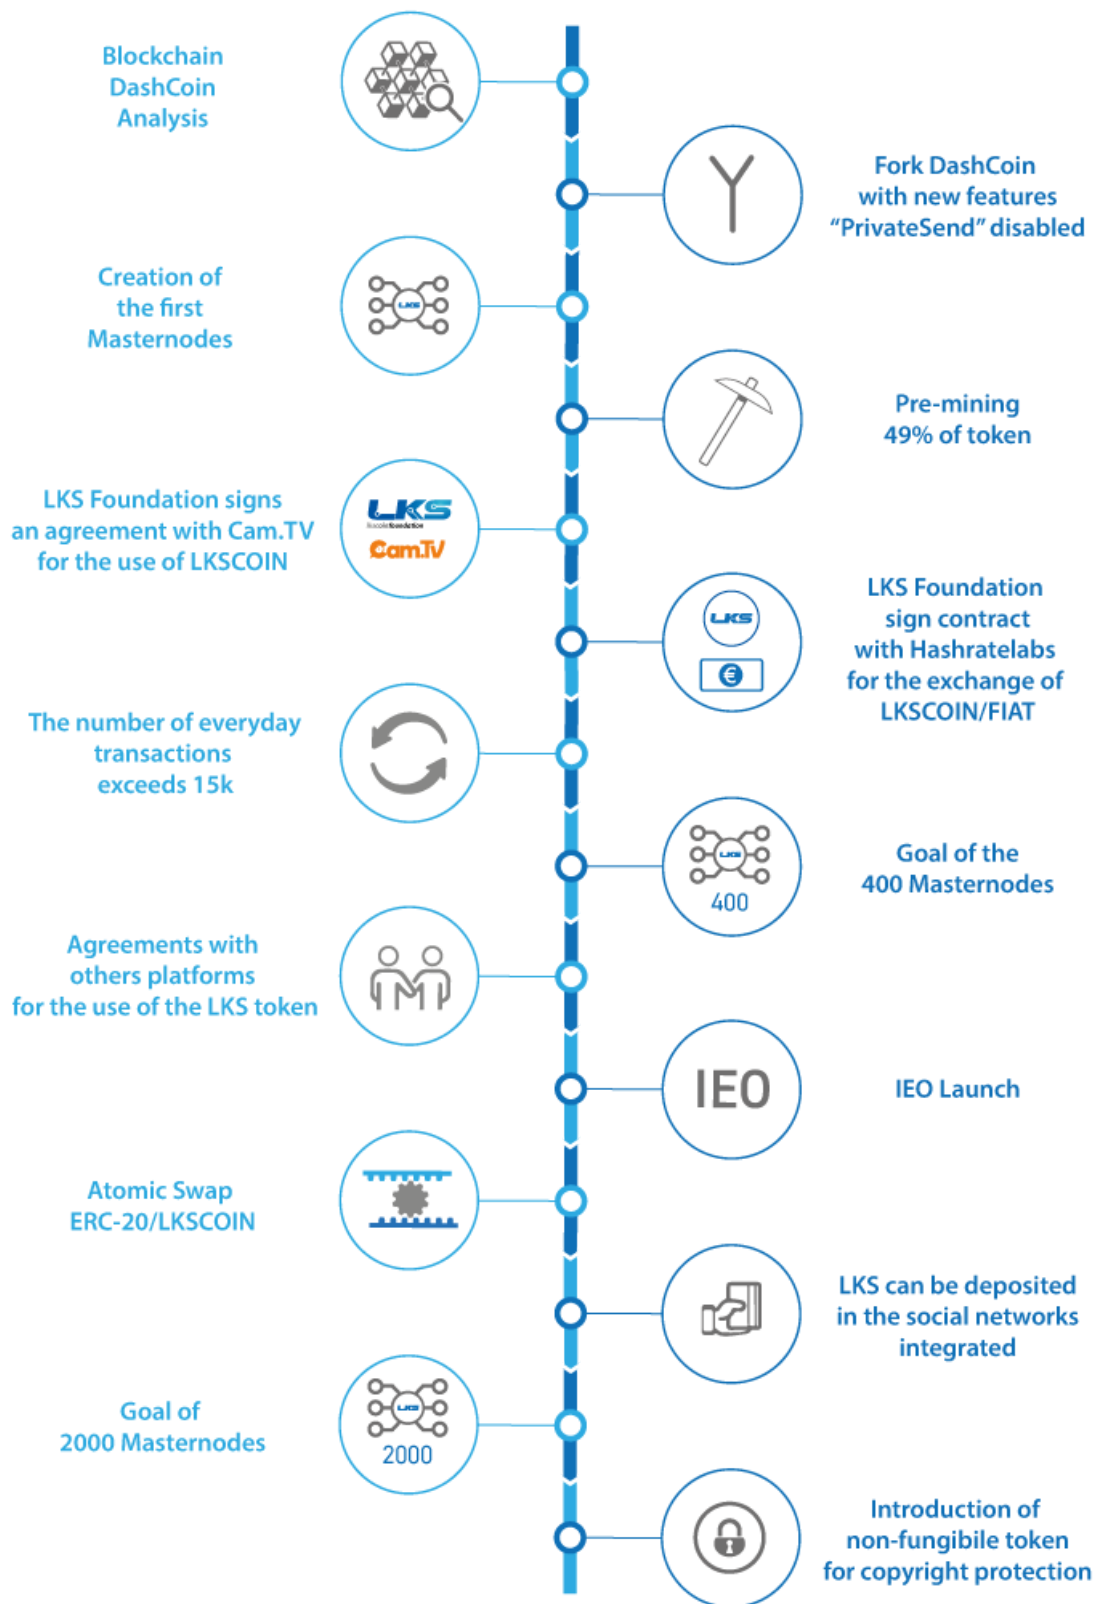 Blockchain
DashCoin
Analysis
Fork DashCoin
with new features
“PrivateSend” disabled
Creation of
the first
Masternodes
LKS
Pre-mining
49% of token
LKS Foundation signs
an agreement with Cam.TV
for the use of LKSCOIN
LKS
Cam.TV
LKS Foundation
sign contract
with Hashratelabs
for the exchange of
LKSCOIN/FIAT
LKS
€
The number of everyday
transactions
exceeds 15k
Goal of the
400 Masternodes
LKS
400
Agreements with
others platforms
for the use of the LKS token
IEO
IEO Launch
Atomic Swap
ERC-20/LKSCOIN
LKS can be deposited
in the social networks
integrated
Goal of
2000 Masternodes
2000
Introduction of
non-fungibile token
for copyright protection